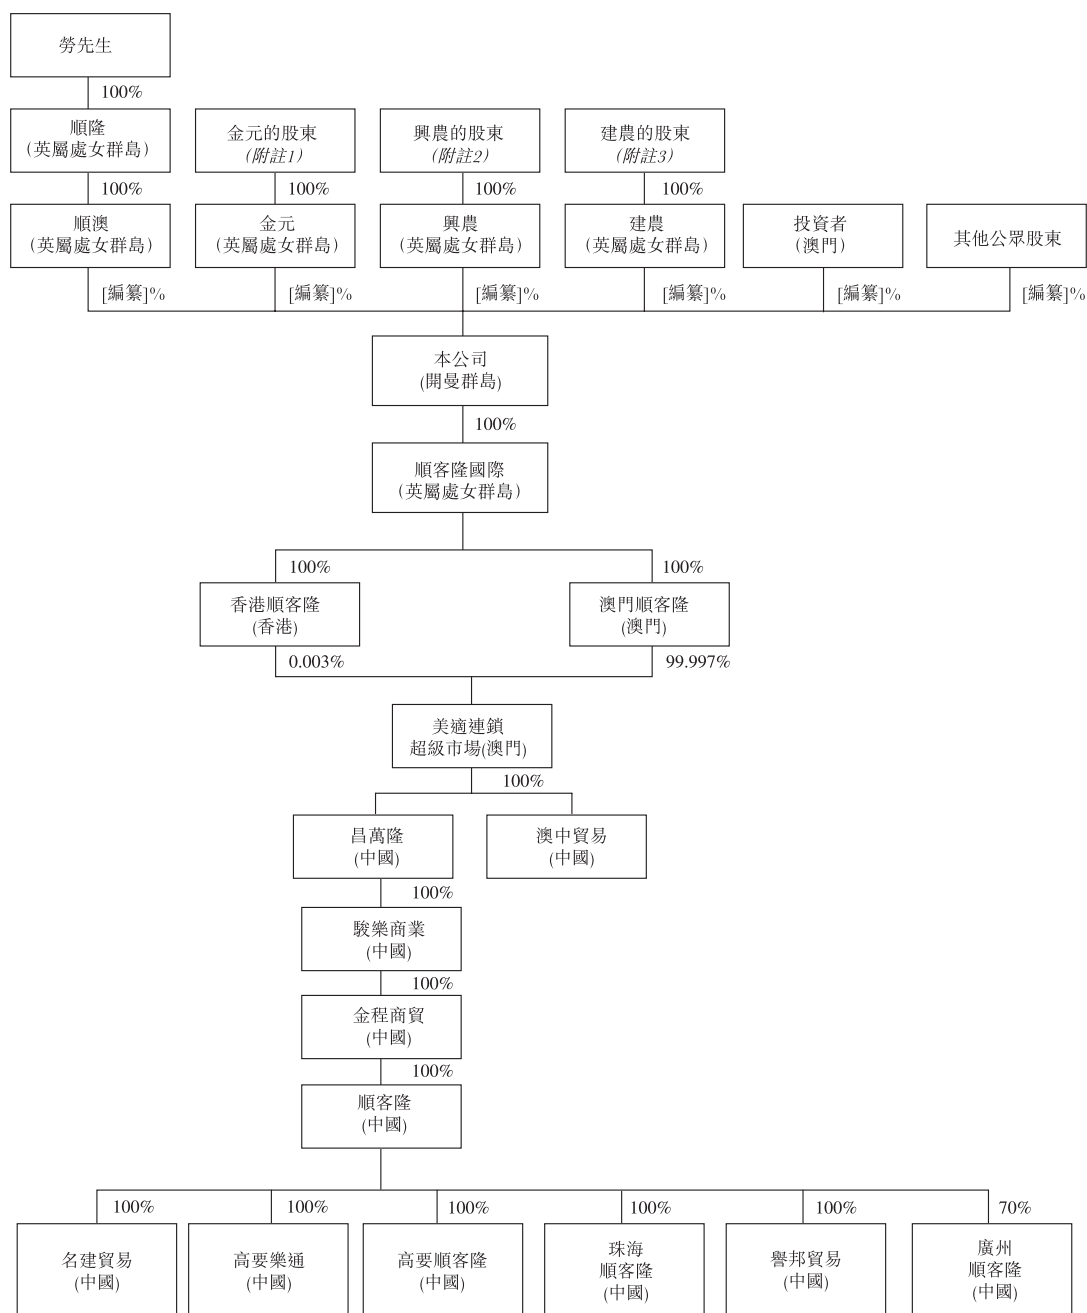 勞先生
100%
順隆
(英屬處女群島)
金元的股東
(附註1)
興農的股東
(附註2)
建農的股東
(附註3)
100%
100%
100%
100%
順澳
(英屬處女群島)
金元
(英屬處女群島)
興農
(英屬處女群島)
建農
(英屬處女群島)
投資者
(澳門)
其他公眾股東
[編纂]%
[編纂]%
[編纂]%
[編纂]%
[編纂]%
[編纂]%
本公司
(開曼群島)
100%
順客隆國際
(英屬處女群島)
100%
100%
香港順客隆
(香港)
澳門順客隆
(澳門)
0.003%
99.997%
美適連鎖
超級市場(澳門)
100%
昌萬隆
(中國)
澳中貿易
(中國)
100%
駿樂商業
(中國)
100%
金程商貿
(中國)
100%
順客隆
(中國)
100%
100%
100%
100%
100%
70%
名建貿易
(中國)
高要樂通
(中國)
高要順客隆
(中國)
珠海
順客隆
(中國)
譽邦貿易
(中國)
廣州
順客隆
(中國)